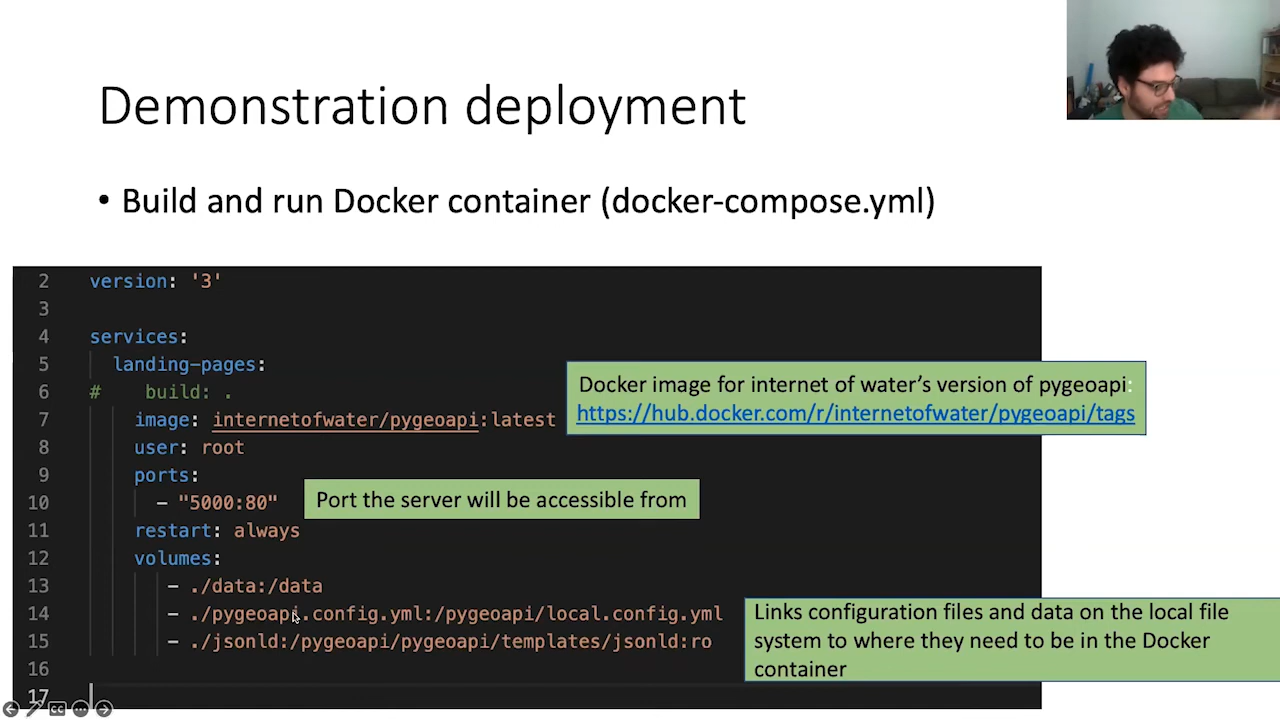 Demonstration deployment
• Build and run Docker container (docker-compose.yml)
2 version: '3'
3
4 services:
5 landing-pages:
6 # build: .
7 image: internetofwater/pygeoapi:latest
8 user: root
9 ports:
10 - "5000:80"
11 restart: always
12 volumes:
13 - ./data:/data
14 - ./pygeoapi.config.yml:/pygeoapi/local.config.yml
15 - ./jsonld:/pygeoapi/pygeoapi/templates/jsonld:ro
16
17
Docker image for internet of water's version of pygeoapi:
https://hub.docker.com/r/internetofwater/pygeoapi/tags
Port the server will be accessible from
Links configuration files and data on the local file
system to where they need to be in the Docker
container
CC